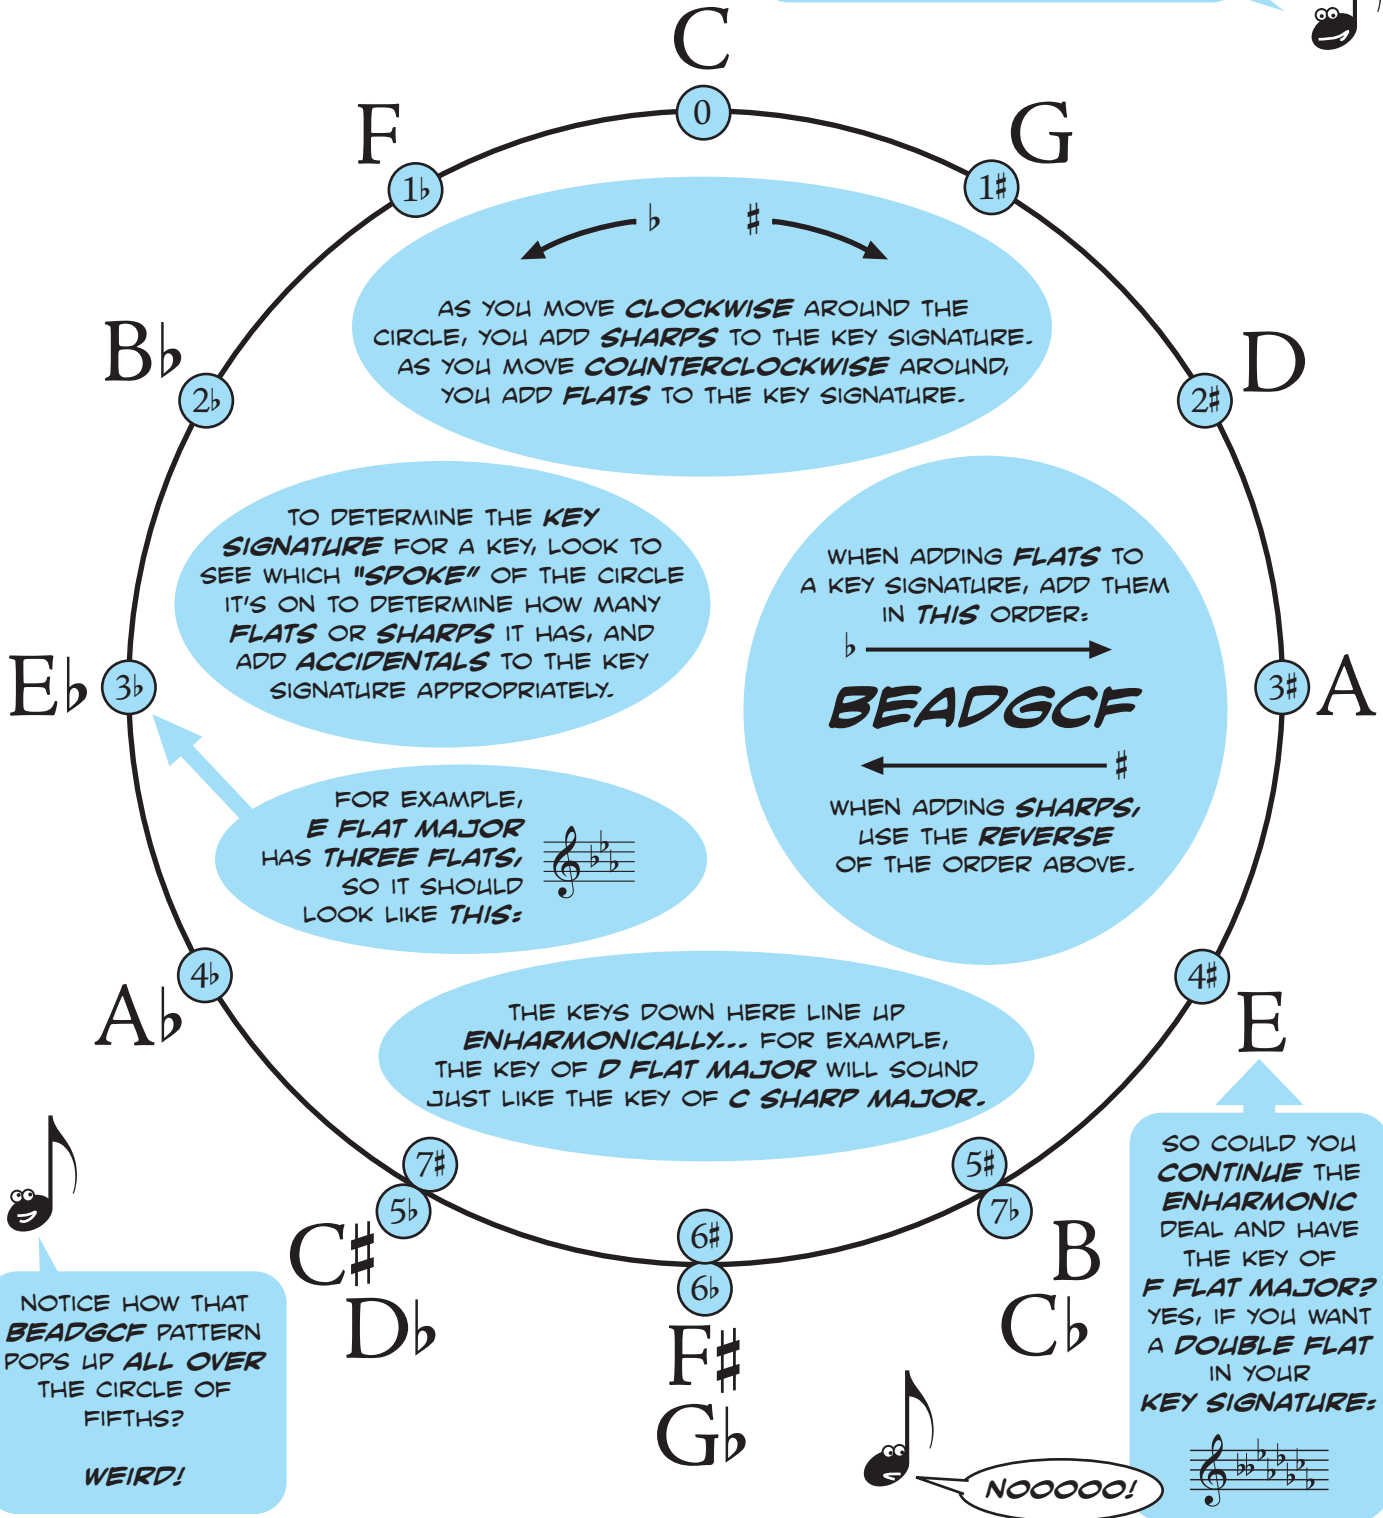 C
0
F
1♭
G
1♯
♭ ♯
AS YOU MOVE CLOCKWISE AROUND THE
CIRCLE, YOU ADD SHARPS TO THE KEY SIGNATURE.
AS YOU MOVE COUNTERCLOCKWISE AROUND,
YOU ADD FLATS TO THE KEY SIGNATURE.
B♭
2♭
D
2♯
TO DETERMINE THE KEY
SIGNATURE FOR A KEY, LOOK TO
SEE WHICH "SPOKE" OF THE CIRCLE
IT'S ON TO DETERMINE HOW MANY
FLATS OR SHARPS IT HAS, AND
ADD ACCIDENTALS TO THE KEY
SIGNATURE APPROPRIATELY.
WHEN ADDING FLATS TO
A KEY SIGNATURE, ADD THEM
IN THIS ORDER:
♭
BEADGCF
♯
WHEN ADDING SHARPS,
USE THE REVERSE
OF THE ORDER ABOVE.
E♭
3♭
3♯
A
FOR EXAMPLE,
E FLAT MAJOR
HAS THREE FLATS,
SO IT SHOULD
LOOK LIKE THIS:
4♭
A♭
4♯
E
THE KEYS DOWN HERE LINE UP
ENHARMONICALLY... FOR EXAMPLE,
THE KEY OF D FLAT MAJOR WILL SOUND
JUST LIKE THE KEY OF C SHARP MAJOR.
7♯
5♭
C♯
D♭
6♯
6♭
F♯
G♭
5♯
7♭
B
C♭
SO COULD YOU
CONTINUE THE
ENHARMONIC
DEAL AND HAVE
THE KEY OF
F FLAT MAJOR?
YES, IF YOU WANT
A DOUBLE FLAT
IN YOUR
KEY SIGNATURE:
NOTICE HOW THAT
BEADGCF PATTERN
POPS UP ALL OVER
THE CIRCLE OF
FIFTHS?
WEIRD!
NOOOOO!